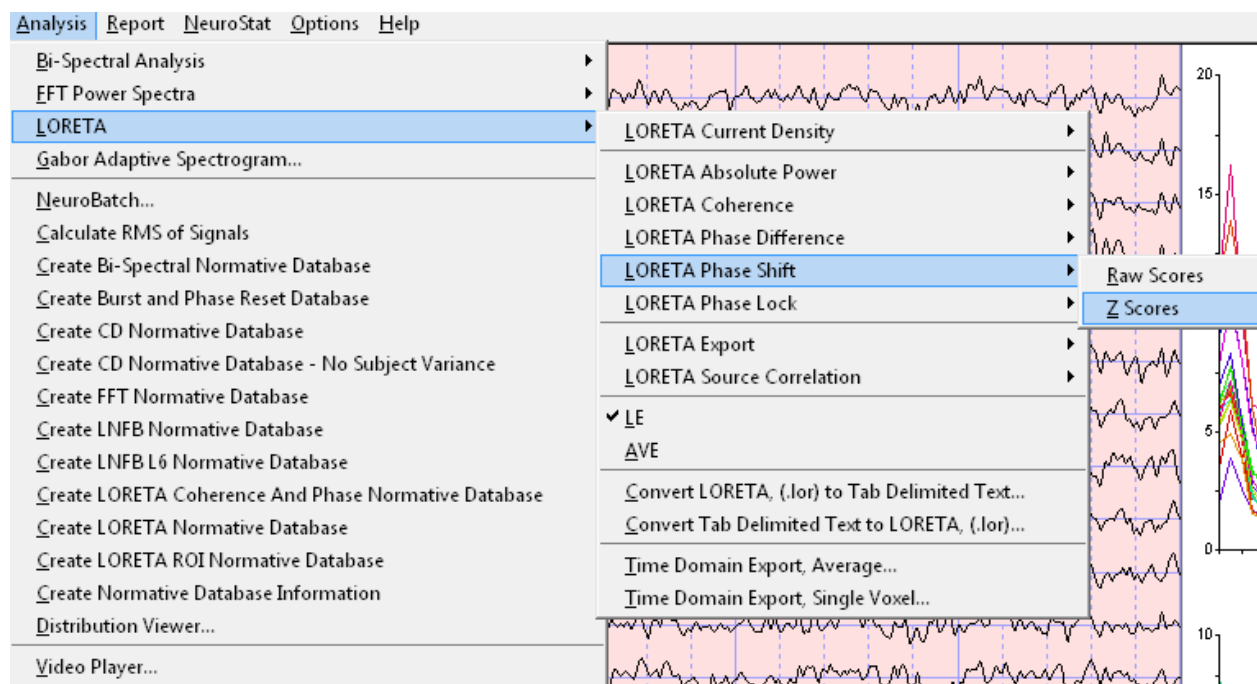 Analysis Report NeuroStat Options Help
Bi-Spectral Analysis
FFT Power Spectra
LORETA
Gabor Adaptive Spectrogram...
NeuroBatch...
Calculate RMS of Signals
Create Bi-Spectral Normative Database
Create Burst and Phase Reset Database
Create CD Normative Database
Create CD Normative Database - No Subject Variance
Create FFT Normative Database
Create LNFB Normative Database
Create LNFB L6 Normative Database
Create LORETA Coherence And Phase Normative Database
Create LORETA Normative Database
Create LORETA ROI Normative Database
Create Normative Database Information
Distribution Viewer...
Video Player...
LORETA Current Density
LORETA Absolute Power
LORETA Coherence
LORETA Phase Difference
LORETA Phase Shift
LORETA Phase Lock
LORETA Export
LORETA Source Correlation
LE
AVE
Convert LORETA, (.lor) to Tab Delimited Text...
Convert Tab Delimited Text to LORETA, (.lor)...
Time Domain Export, Average...
Time Domain Export, Single Voxel...
Raw Scores
Z Scores
20
15
5
0
10